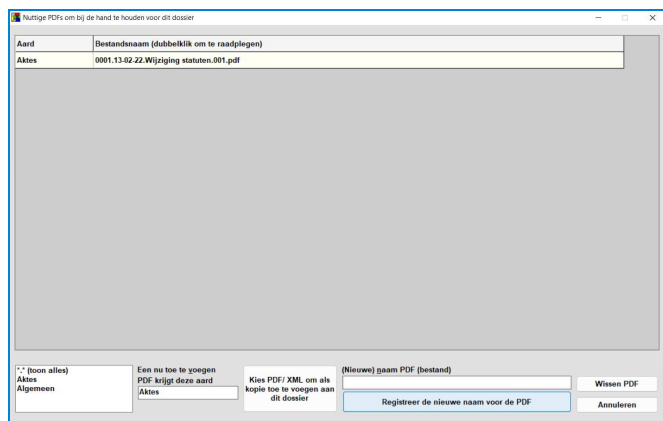 Nuttige PDFs om bij de hand te houden voor dit dossier
Aard Bestandsnaam (dubbelklik om te raadplegen)
Aktes 0001.13-02-22.Wijziging statuten.001.pdf
*.* (toon alles)
Aktes
Algemeen
Een nu toe te voegen
PDF krijgt deze aard
Aktes
Kies PDF/ XML om als
kopie toe te voegen aan
dit dossier
(Nieuwe) naam PDF (bestand)
Registreer de nieuwe naam voor de PDF
Wissen PDF
Annuleren